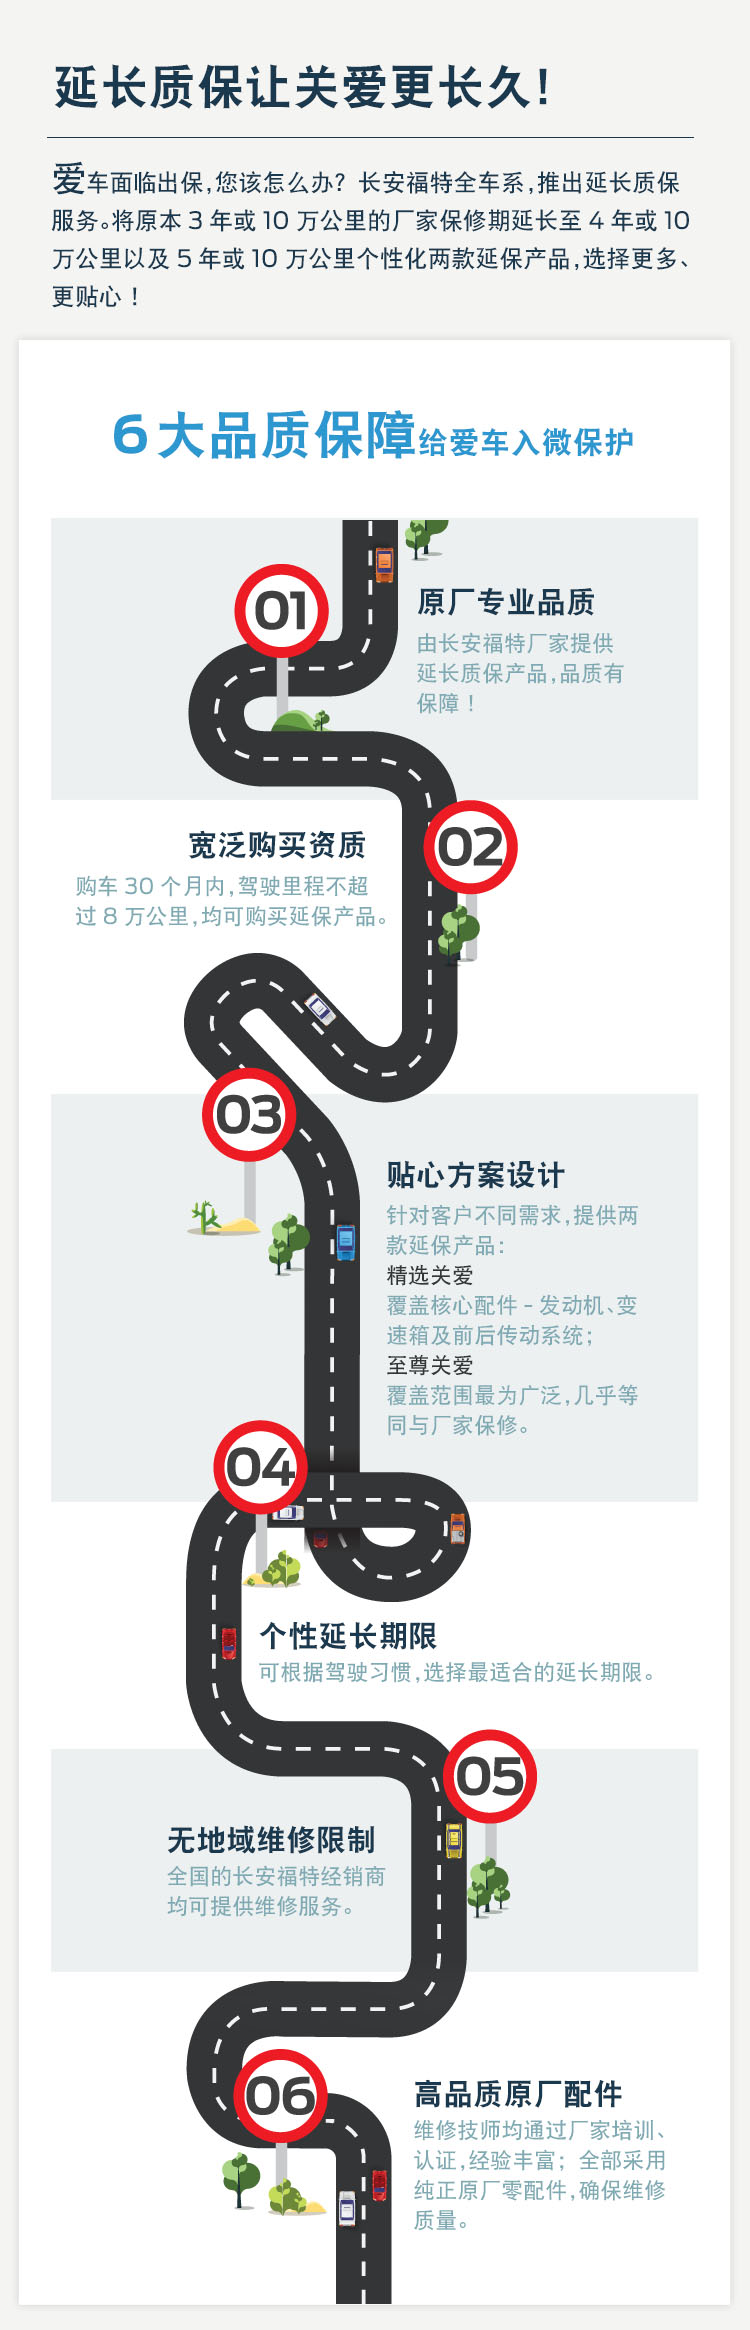 延长质保让关爱更长久!
爱车面临出保,您该怎么办? 长安福特全车系,推出延长质保
服务。将原本 3 年或 10 万公里的厂家保修期延长至 4 年或 10
万公里以及 5 年或 10 万公里个性化两款延保产品,选择更多、
更贴心!
6大品质保障给爱车入微保护
01
原厂专业品质
由长安福特厂家提供
延长质保产品,品质有
保障!
02
宽泛购买资质
购车 30 个月内,驾驶里程不超
过 8 万公里,均可购买延保产品。
03
贴心方案设计
针对客户不同需求,提供两
款延保产品:
精选关爱
覆盖核心配件 - 发动机、变
速箱及前后传动系统;
至尊关爱
覆盖范围最为广泛,几乎等
同与厂家保修。
04
个性延长期限
可根据驾驶习惯,选择最适合的延长期限。
05
无地域维修限制
全国的长安福特经销商
均可提供维修服务。
06
高品质原厂配件
维修技师均通过厂家培训、
认证,经验丰富; 全部采用
纯正原厂零配件,确保维修
质量。